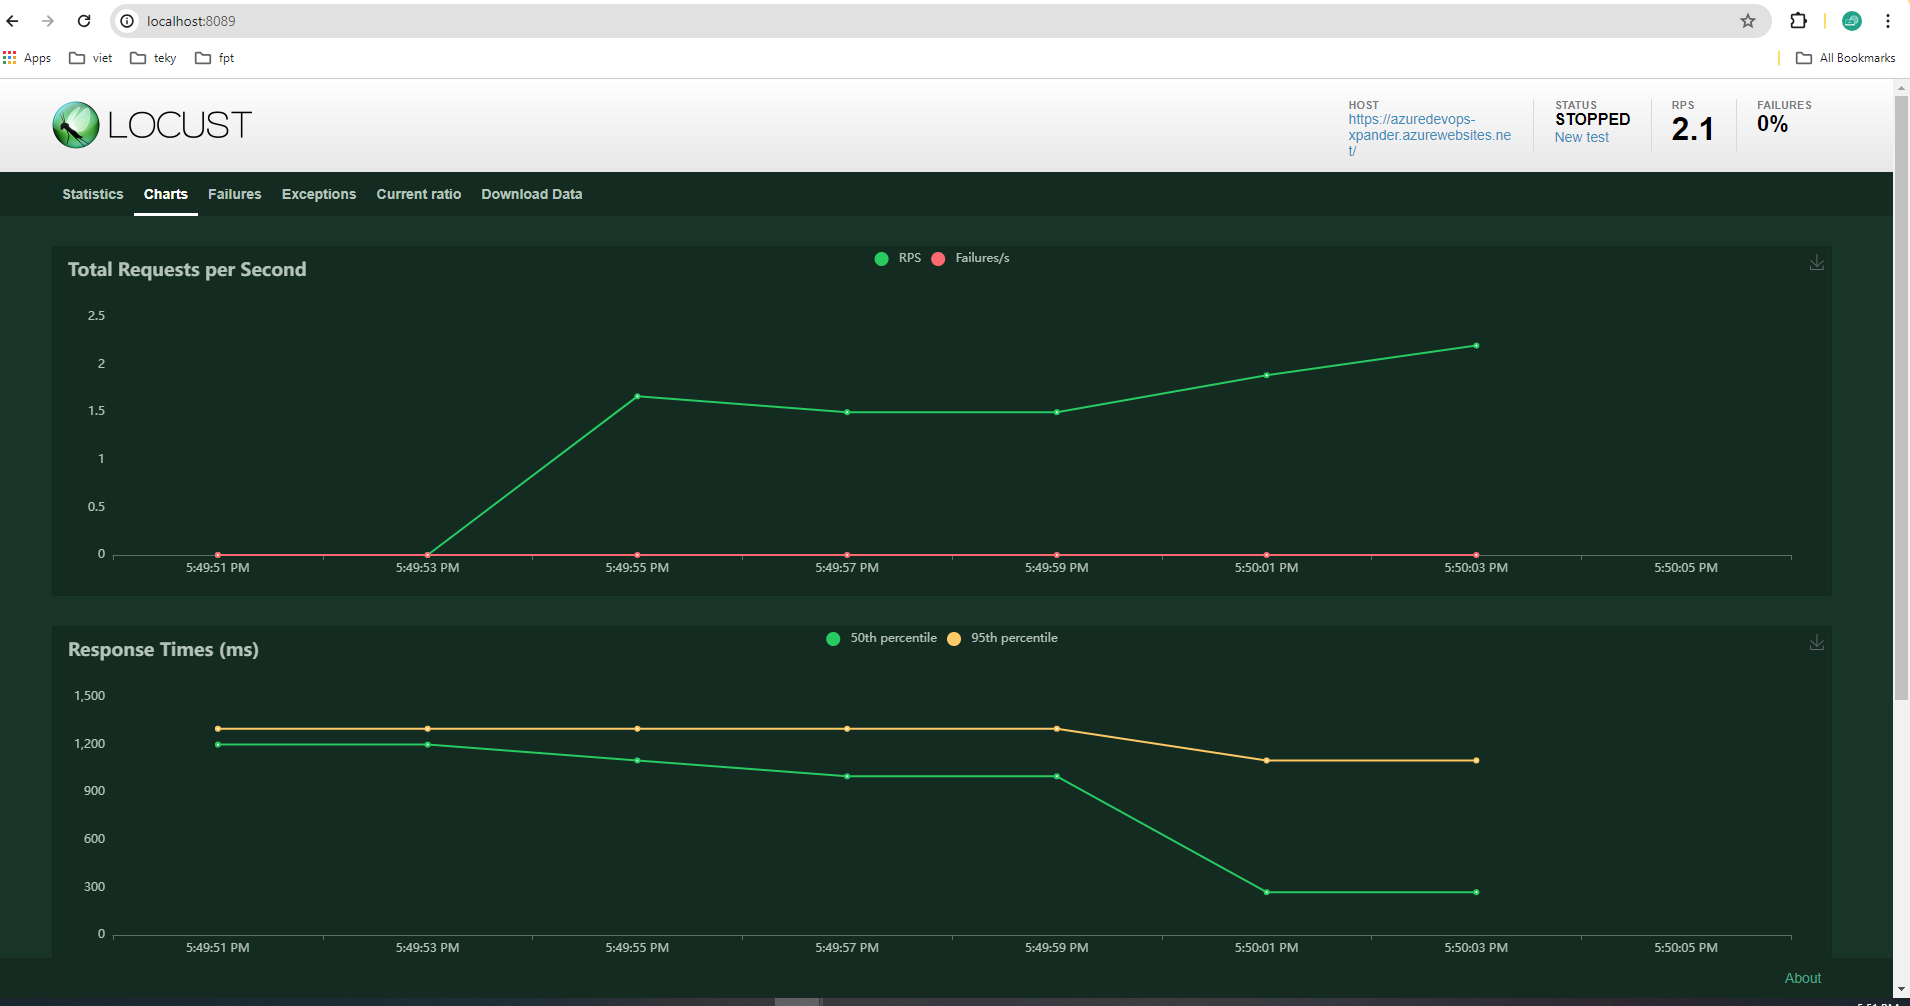 localhost:8089
Apps viet teky fpt All Bookmarks
LOCUST
HOST
https://azuredevops-
xpander.azurewebsites.ne
t/
STATUS
STOPPED
New test
RPS
2.1
FAILURES
0%
Statistics Charts Failures Exceptions Current ratio Download Data
Total Requests per Second
RPS Failures/s
2.5
2
1.5
1
0.5
0
5:49:51 PM 5:49:53 PM 5:49:55 PM 5:49:57 PM 5:49:59 PM 5:50:01 PM 5:50:03 PM 5:50:05 PM
Response Times (ms)
50th percentile 95th percentile
1,500
1,200
900
600
300
0
5:49:51 PM 5:49:53 PM 5:49:55 PM 5:49:57 PM 5:49:59 PM 5:50:01 PM 5:50:03 PM 5:50:05 PM
About